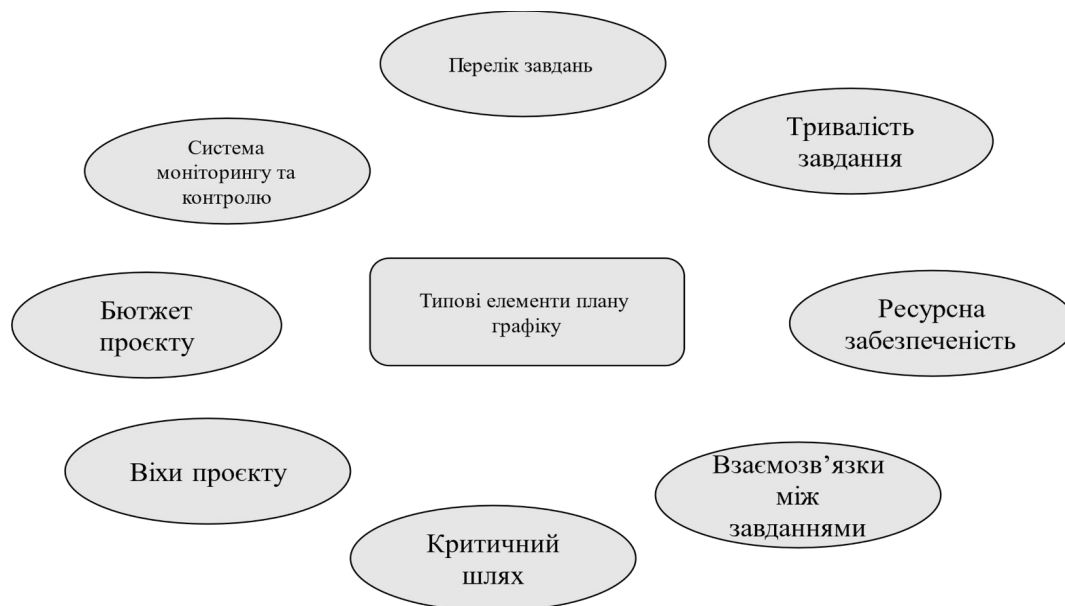 Перелік завдань
Тривалість
завдання
Система
моніторингу та
контролю
Типові елементи плану
графіку
Бютжет
проєкту
Ресурсна
забезпеченість
Віхи проєкту
Взаємозв’язки
між
завданнями
Критичний
шлях